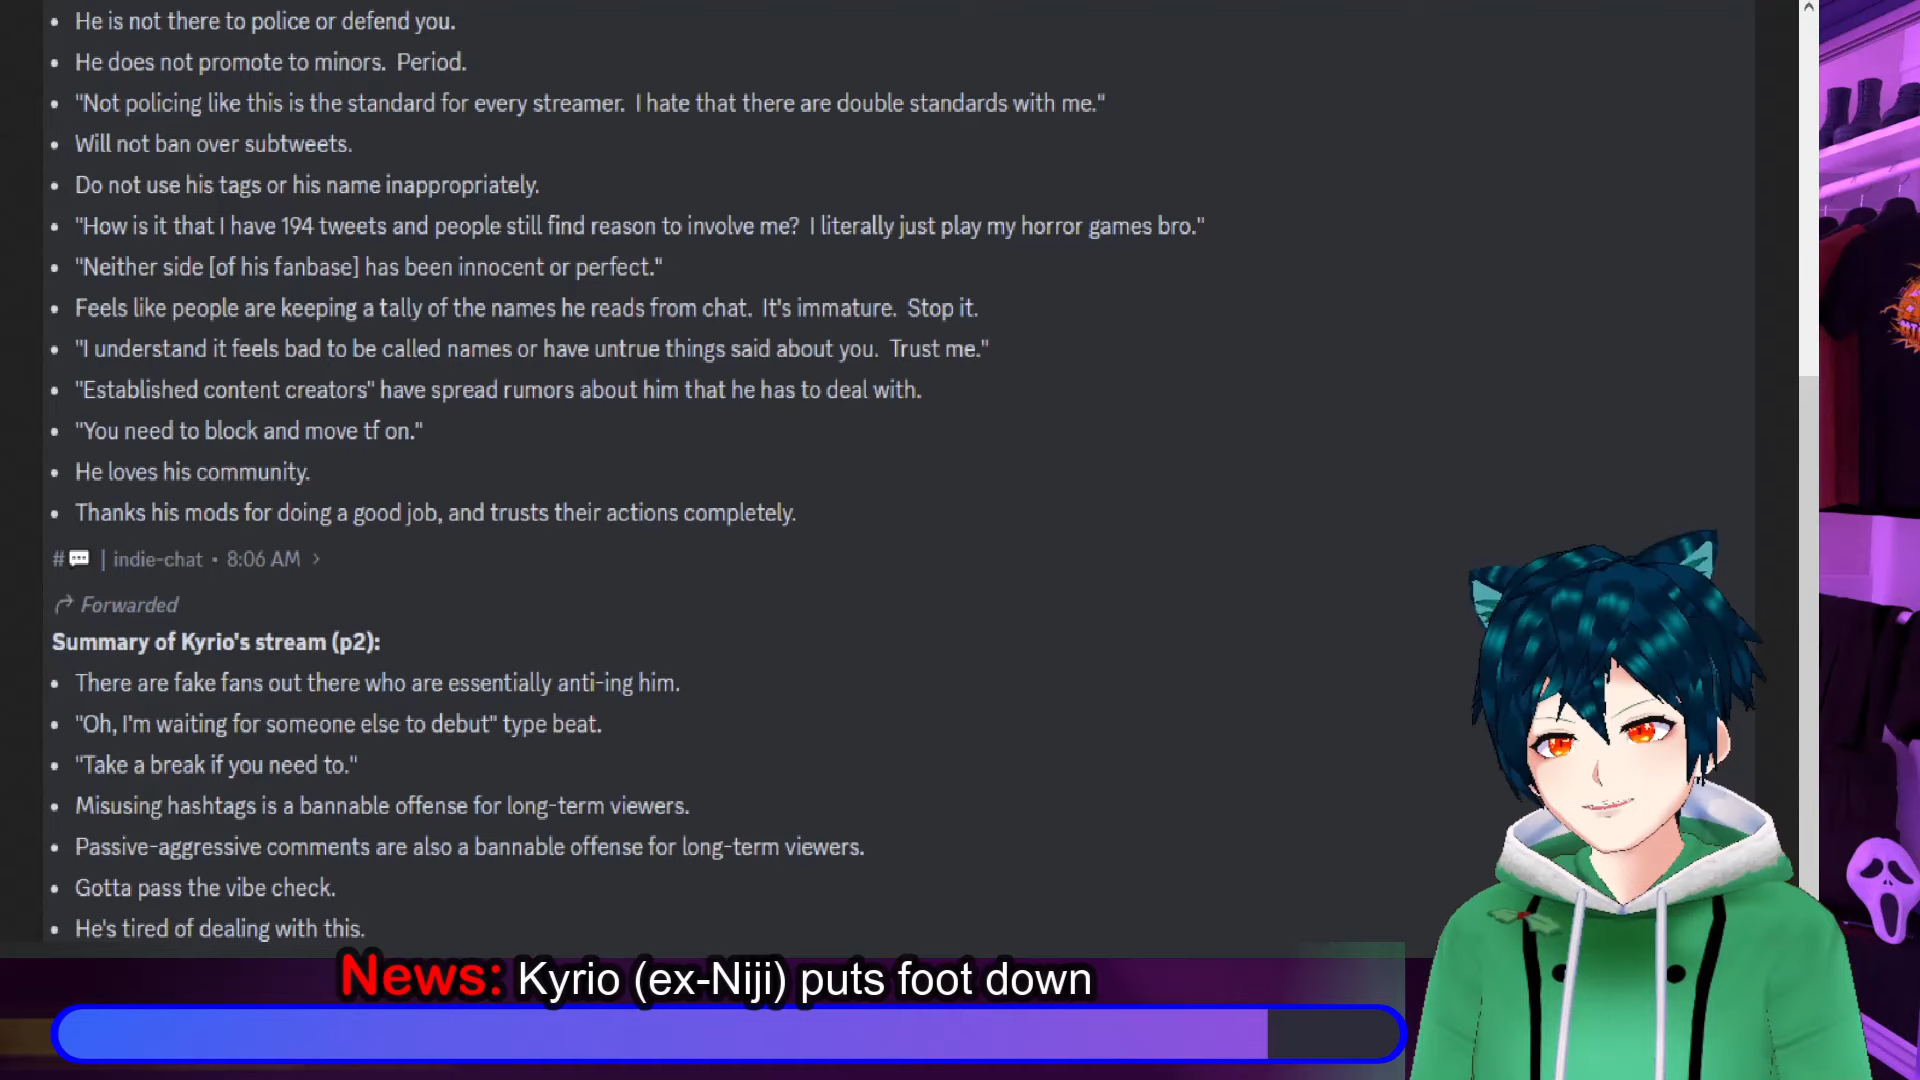 • He is not there to police or defend you.
• He does not promote to minors.  Period.
• "Not policing like this is the standard for every streamer.  I hate that there are double standards with me."
• Will not ban over subtweets.
• Do not use his tags or his name inappropriately.
• "How is it that I have 194 tweets and people still find reason to involve me?  I literally just play my horror games bro."
• "Neither side [of his fanbase] has been innocent or perfect."
• Feels like people are keeping a tally of the names he reads from chat.  It's immature.  Stop it.
• "I understand it feels bad to be called names or have untrue things said about you.  Trust me."
• "Established content creators" have spread rumors about him that he has to deal with.
• "You need to block and move tf on."
• He loves his community.
• Thanks his mods for doing a good job, and trusts their actions completely.
# 💬 | indie-chat • 8:06 AM >
Forwarded
Summary of Kyrio's stream (p2):
• There are fake fans out there who are essentially anti-ing him.
• "Oh, I'm waiting for someone else to debut" type beat.
• "Take a break if you need to."
• Misusing hashtags is a bannable offense for long-term viewers.
• Passive-aggressive comments are also a bannable offense for long-term viewers.
• Gotta pass the vibe check.
• He's tired of dealing with this.
News: Kyrio (ex-Niji) puts foot down